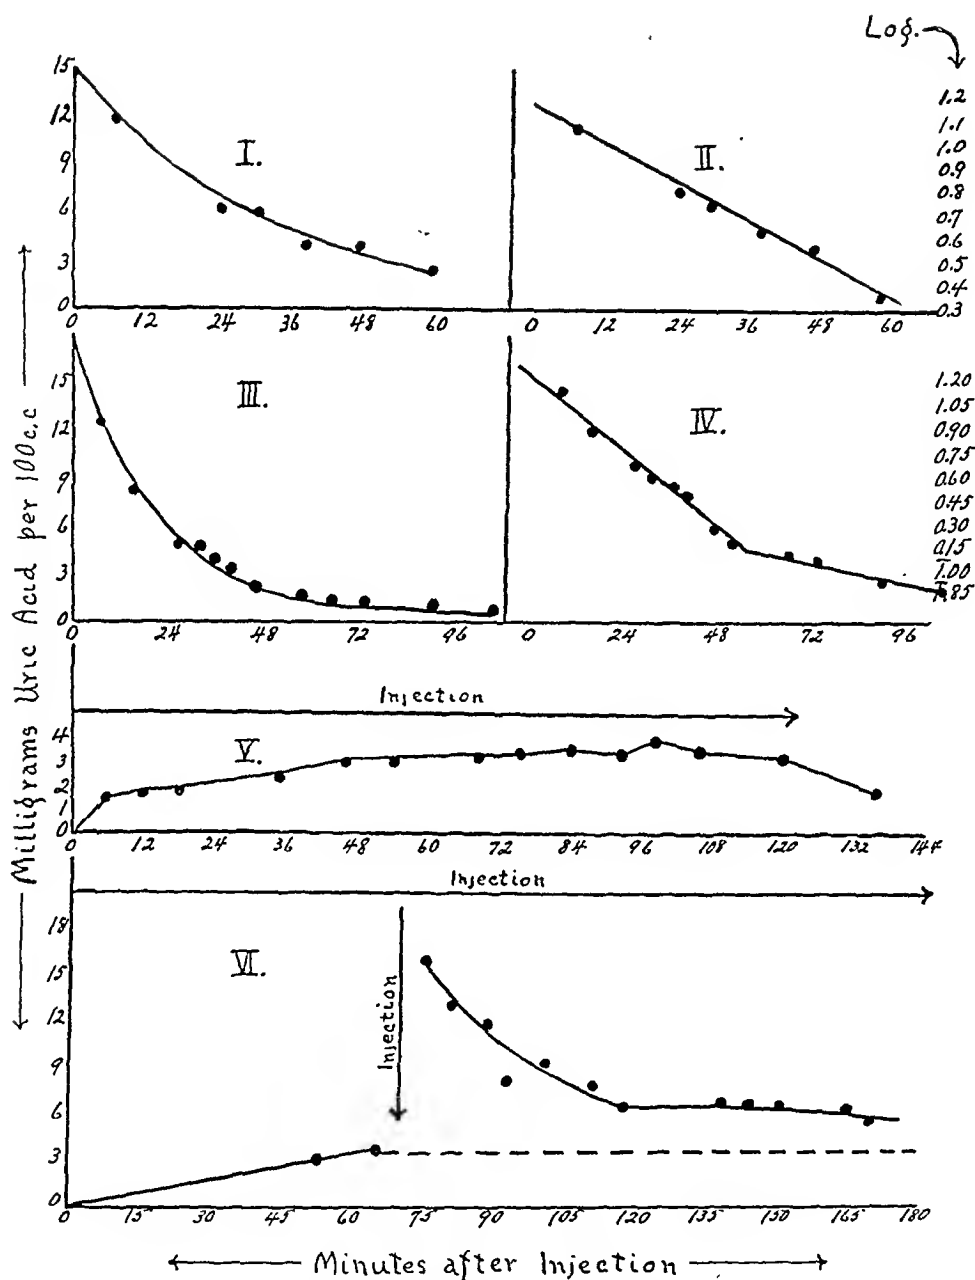 Log.
15
12
9
6
3
0
I.
0 12 24 36 48 60
II.
1.2
1.1
1.0
0.9
0.8
0.7
0.6
0.5
0.4
0.3
0 12 24 36 48 60
15
12
9
6
3
0
III.
0 24 48 72 96
IV.
1.20
1.05
0.90
0.75
0.60
0.45
0.30
0.15
1̅.00
1̅.85
0 24 48 72 96
Injection
4
3
2
1
0
V.
0 12 24 36 48 60 72 84 96 108 120 132 144
Injection
18
15
12
9
6
3
0
VI.
Injection
0 15 30 45 60 75 90 105 120 135 150 165 180
Milligrams Uric Acid per 100 c.c
Minutes after Injection